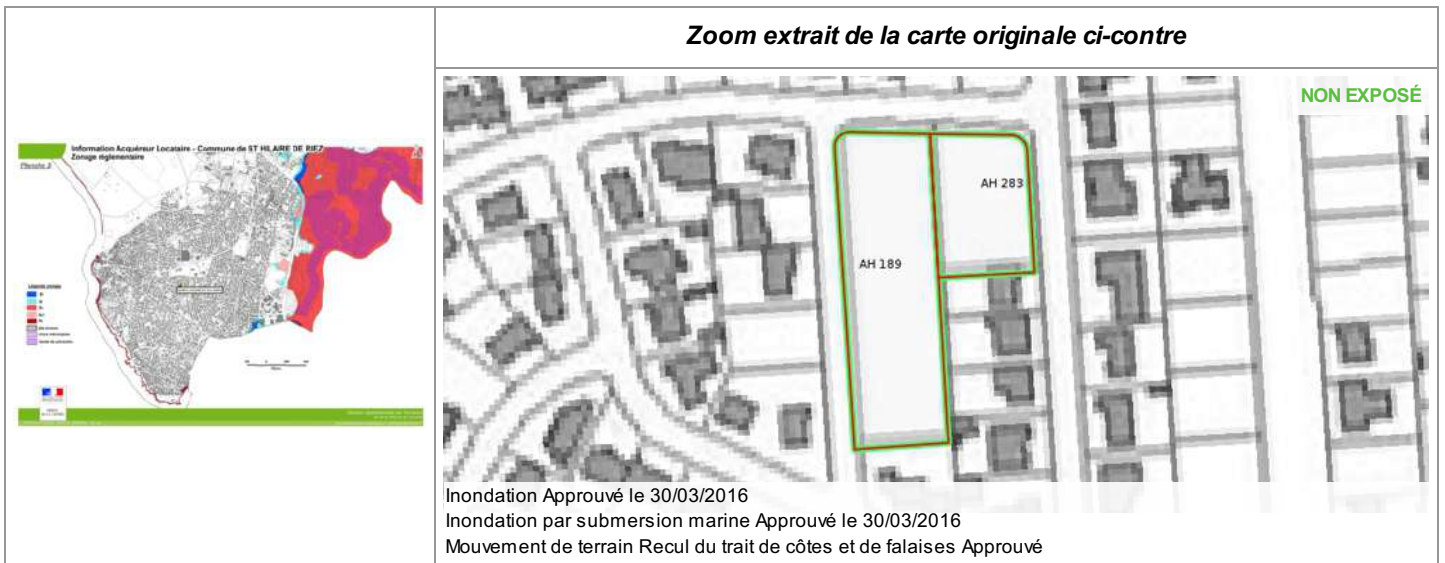 Zoom extrait de la carte originale ci-contre
Information Acquéreur Locataire - Commune de ST HILAIRE DE RIEZ
Zonage réglementaire
Planche 3
NON EXPOSÉ
AH 283
AH 189
Inondation Approuvé le 30/03/2016
Inondation par submersion marine Approuvé le 30/03/2016
Mouvement de terrain Recul du trait de côtes et de falaises Approuvé